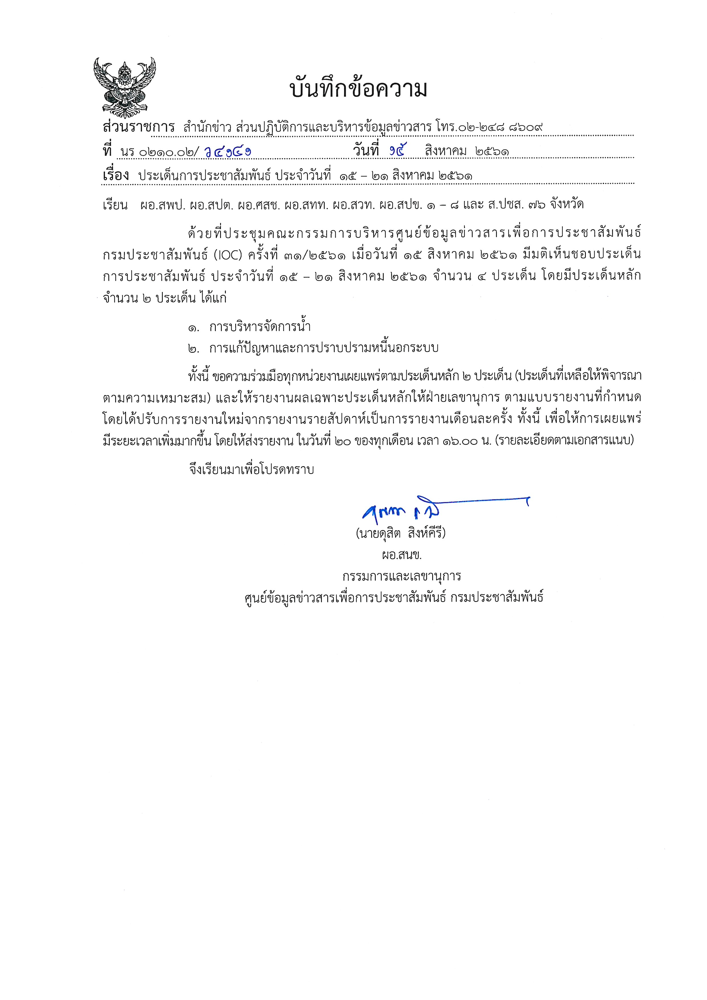 บันทึกข้อความ
ส่วนราชการ สำนักข่าว ส่วนปฏิบัติการและบริหารข้อมูลข่าวสาร โทร.๐๒-๒๔๘ ๘๖๐๙
ที่ นร ๐๒๑๐.๐๒/ ว๔๑๔๑ วันที่ ๑๕ สิงหาคม ๒๕๖๑
เรื่อง ประเด็นการประชาสัมพันธ์ ประจำวันที่ ๑๕ – ๒๑ สิงหาคม ๒๕๖๑
เรียน ผอ.สพป. ผอ.สปต. ผอ.ศสช. ผอ.สทท. ผอ.สวท. ผอ.สปข. ๑ – ๘ และ ส.ปชส. ๗๖ จังหวัด
ด้วยที่ประชุมคณะกรรมการบริหารศูนย์ข้อมูลข่าวสารเพื่อการประชาสัมพันธ์
กรมประชาสัมพันธ์ (IOC) ครั้งที่ ๓๑/๒๕๖๑ เมื่อวันที่ ๑๕ สิงหาคม ๒๕๖๑ มีมติเห็นชอบประเด็น
การประชาสัมพันธ์ ประจำวันที่ ๑๕ – ๒๑ สิงหาคม ๒๕๖๑ จำนวน ๔ ประเด็น โดยมีประเด็นหลัก
จำนวน ๒ ประเด็น ได้แก่
๑. การบริหารจัดการน้ำ
๒. การแก้ปัญหาและการปราบปรามหนี้นอกระบบ
ทั้งนี้ ขอความร่วมมือทุกหน่วยงานเผยแพร่ตามประเด็นหลัก ๒ ประเด็น (ประเด็นที่เหลือให้พิจารณา
ตามความเหมาะสม) และให้รายงานผลเฉพาะประเด็นหลักให้ฝ่ายเลขานุการ ตามแบบรายงานที่กำหนด
โดยได้ปรับการรายงานใหม่จากรายงานรายสัปดาห์เป็นการรายงานเดือนละครั้ง ทั้งนี้ เพื่อให้การเผยแพร่
มีระยะเวลาเพิ่มมากขึ้น โดยให้ส่งรายงาน ในวันที่ ๒๐ ของทุกเดือน เวลา ๑๖.๐๐ น. (รายละเอียดตามเอกสารแนบ)
จึงเรียนมาเพื่อโปรดทราบ
(นายดุสิต สิงห์คีรี)
ผอ.สนข.
กรรมการและเลขานุการ
ศูนย์ข้อมูลข่าวสารเพื่อการประชาสัมพันธ์ กรมประชาสัมพันธ์